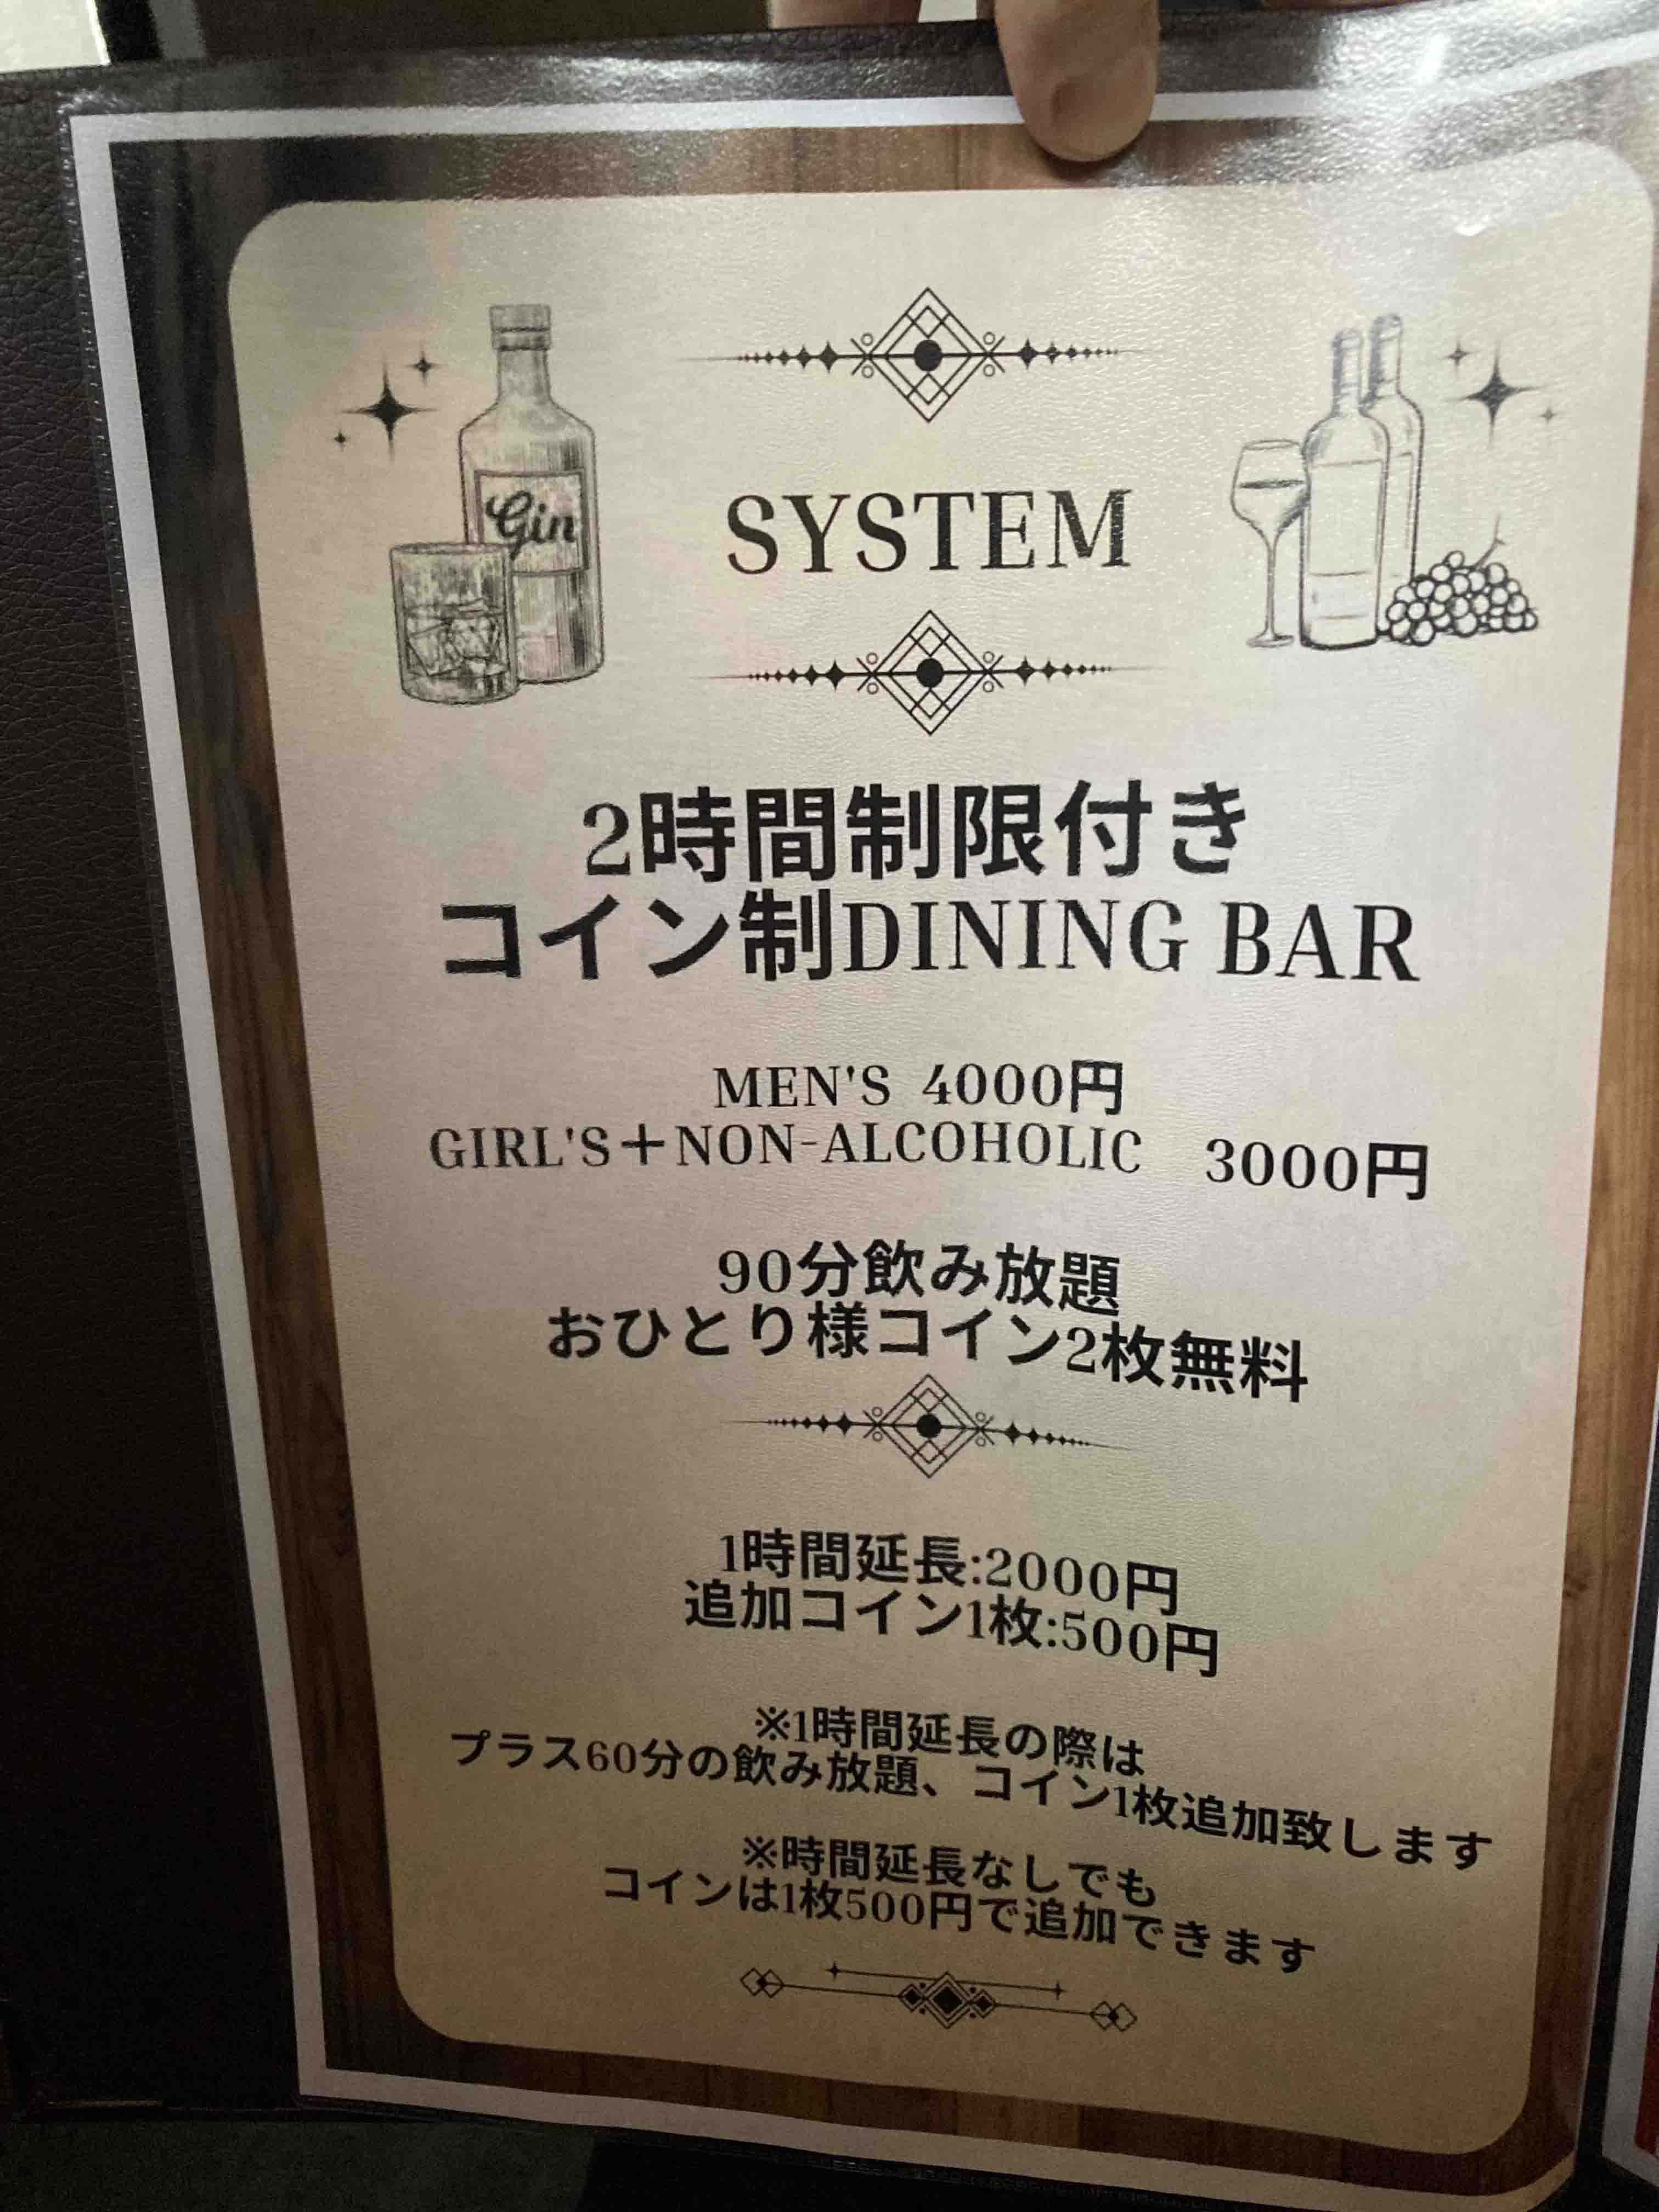 Gin
SYSTEM
2時間制限付き
コイン制DINING BAR
MEN'S 4000円
GIRL'S+NON-ALCOHOLIC 3000円
90分飲み放題
おひとり様コイン2枚無料
1時間延長:2000円
追加コイン1枚:500円
※1時間延長の際は
プラス60分の飲み放題、コイン1枚追加致します
※時間延長なしでも
コインは1枚500円で追加できます